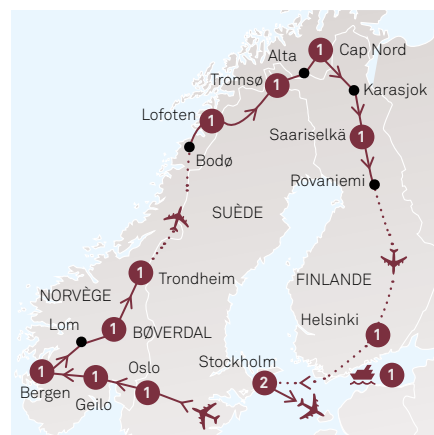 Alta
1
Cap Nord
Tromsø
1
Karasjok
Lofoten
1
Saariselkä
1
Bodø
Rovaniemi
SUÈDE
1
Trondheim
FINLANDE
NORVÈGE
Helsinki
1
Lom
1
BØVERDAL
Stockholm
Oslo
1
1
1
2
1
Bergen
Geilo